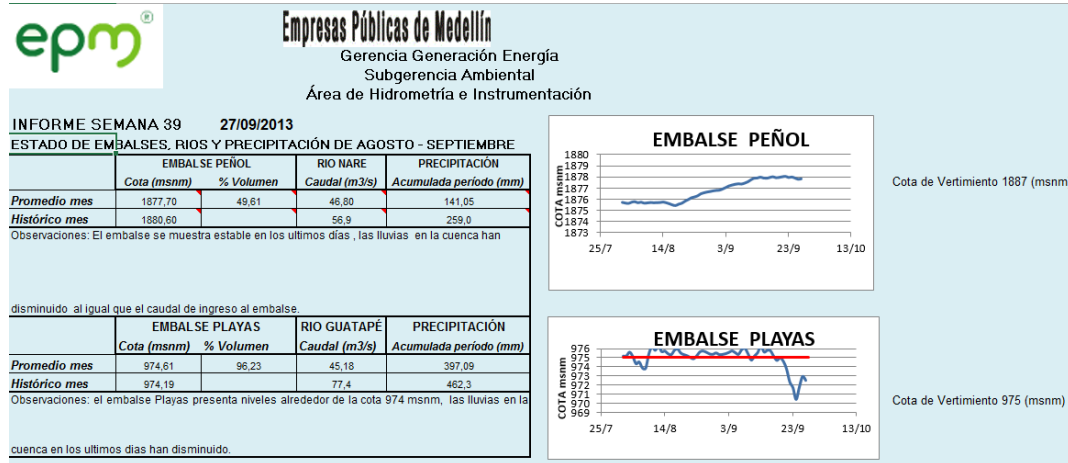 epm®
Empresas Públicas de Medellín
Gerencia Generación Energía
Subgerencia Ambiental
Área de Hidrometría e Instrumentación
INFORME SEMANA 39 27/09/2013
ESTADO DE EMBALSES, RIOS Y PRECIPITACIÓN DE AGOSTO - SEPTIEMBRE
EMBALSE PEÑOL RIO NARE PRECIPITACIÓN
Cota (msnm) % Volumen Caudal (m3/s) Acumulada período (mm)
Promedio mes 1877,70 49,61 46,80 141,05
Histórico mes 1880,60 56,9 259,0
Observaciones: El embalse se muestra estable en los ultimos días , las lluvias en la cuenca han
disminuido al igual que el caudal de ingreso al embalse.
EMBALSE PLAYAS RIO GUATAPÉ PRECIPITACIÓN
Cota (msnm) % Volumen Caudal (m3/s) Acumulada período (mm)
Promedio mes 974,61 96,23 45,18 397,09
Histórico mes 974,19 77,4 462,3
Observaciones: el embalse Playas presenta niveles alrededor de la cota 974 msnm, las lluvias en la
cuenca en los ultimos dias han disminuido.
EMBALSE PEÑOL
COTA msnm
1880
1879
1878
1877
1876
1875
1874
1873
25/7 14/8 3/9 23/9 13/10
Cota de Vertimiento 1887 (msnm
EMBALSE PLAYAS
COTA msnm
976
975
974
973
972
971
970
969
25/7 14/8 3/9 23/9 13/10
Cota de Vertimiento 975 (msnm)